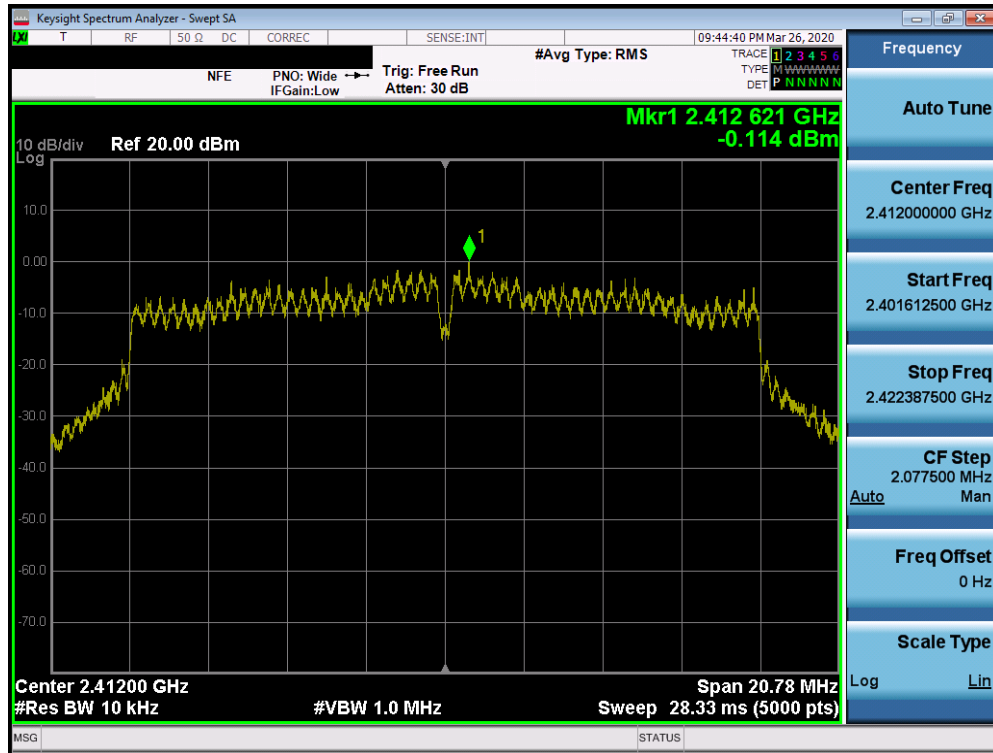 Keysight Spectrum Analyzer - Swept SA
LXI T RF 50 Ω DC CORREC SENSE:INT 09:44:40 PM Mar 26, 2020
#Avg Type: RMS TRACE 1 2 3 4 5 6
NFE PNO: Wide Trig: Free Run TYPE M W W W W W
IFGain:Low Atten: 30 dB DET P N N N N N
Mkr1 2.412 621 GHz
-0.114 dBm
10 dB/div Ref 20.00 dBm
Log
10.0
1
0.00
-10.0
-20.0
-30.0
-40.0
-50.0
-60.0
-70.0
Center 2.41200 GHz Span 20.78 MHz
#Res BW 10 kHz #VBW 1.0 MHz Sweep 28.33 ms (5000 pts)
MSG STATUS
Frequency
Auto Tune
Center Freq
2.412000000 GHz
Start Freq
2.401612500 GHz
Stop Freq
2.422387500 GHz
CF Step
2.077500 MHz
Auto Man
Freq Offset
0 Hz
Scale Type
Log Lin